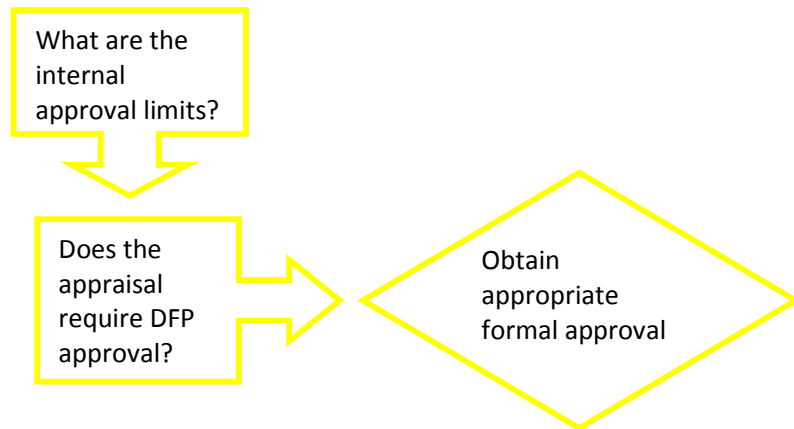 What are the
internal
approval limits?
Does the
appraisal
require DFP
approval?
Obtain
appropriate
formal approval